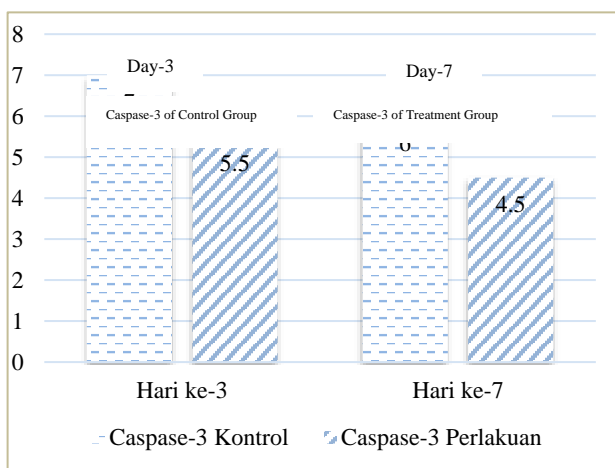 8
Day-3 Day-7
7
6
Caspase-3 of Control Group Caspase-3 of Treatment Group
5
5.5
4
4.5
3
2
1
0
Hari ke-3 Hari ke-7
Caspase-3 Kontrol Caspase-3 Perlakuan